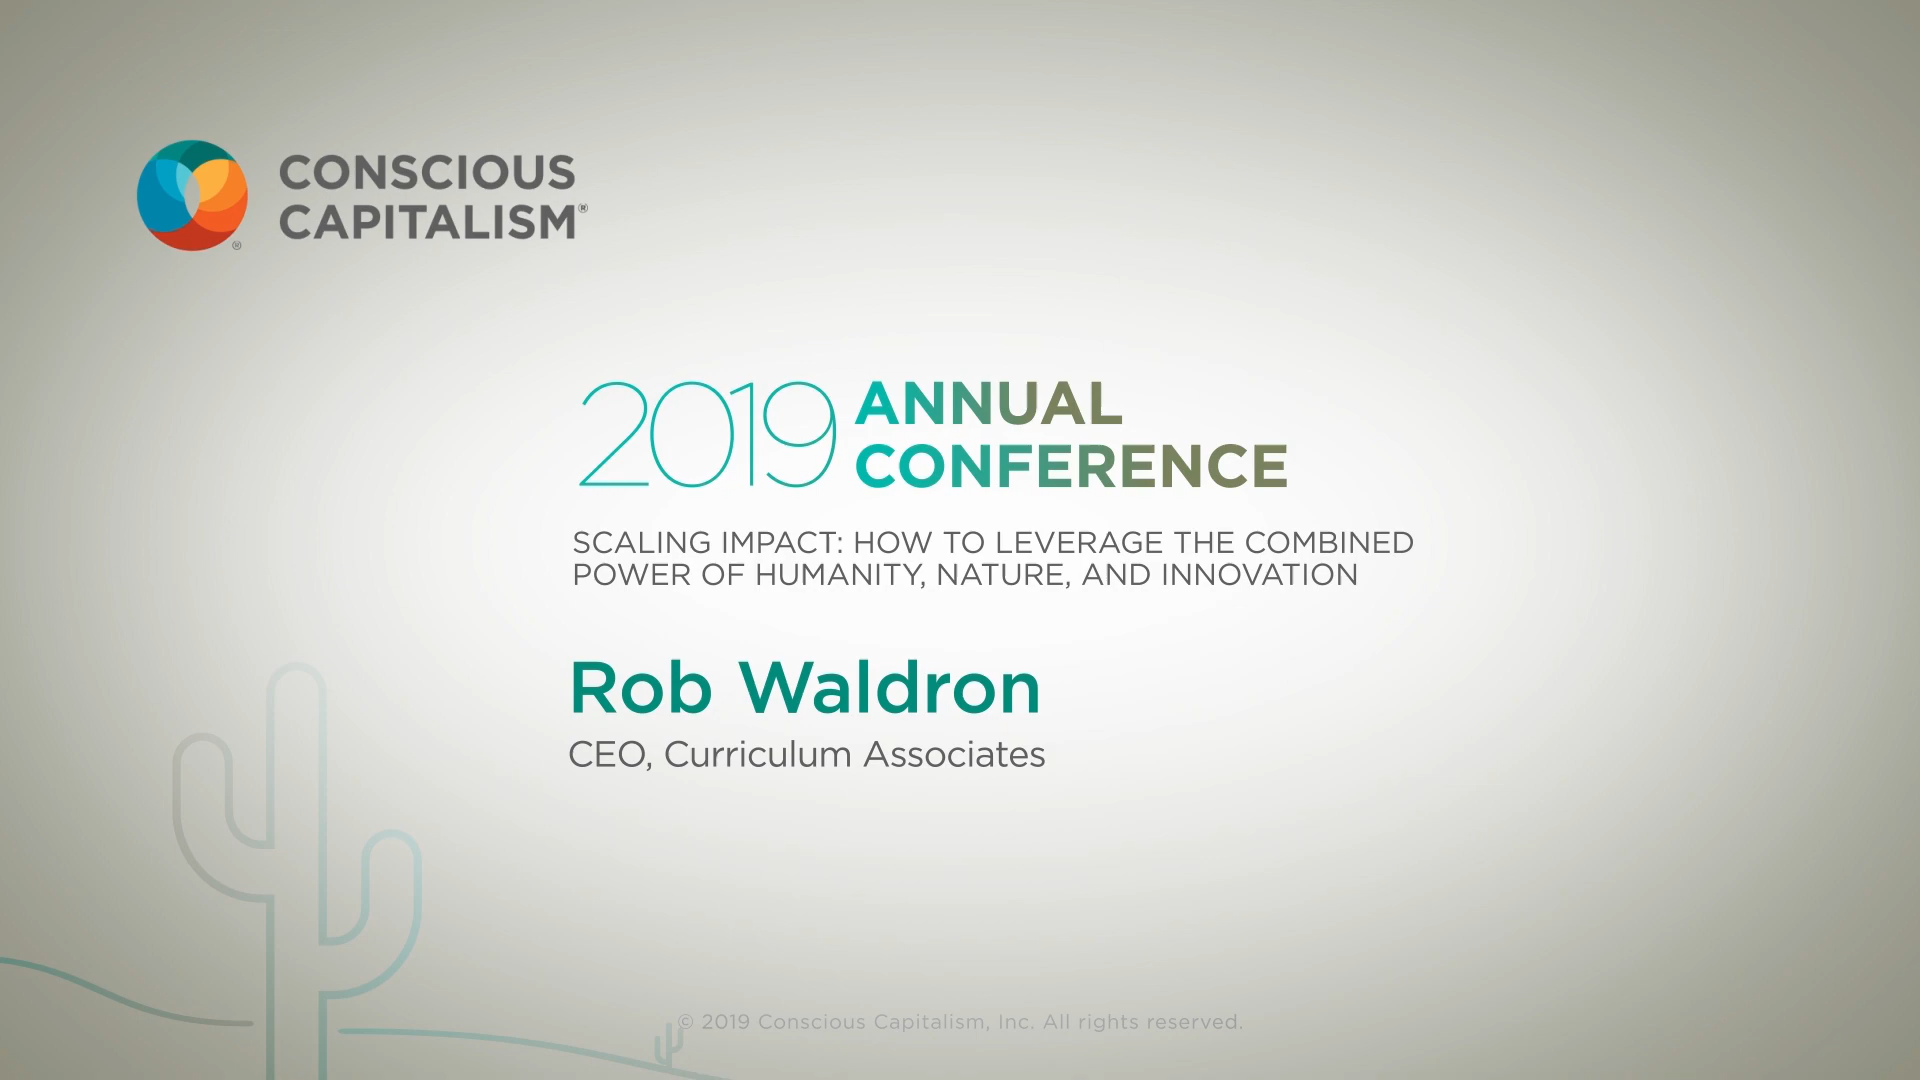 CONSCIOUS
CAPITALISM®
®
2019 ANNUAL
CONFERENCE
SCALING IMPACT: HOW TO LEVERAGE THE COMBINED
POWER OF HUMANITY, NATURE, AND INNOVATION
Rob Waldron
CEO, Curriculum Associates
© 2019 Conscious Capitalism, Inc. All rights reserved.